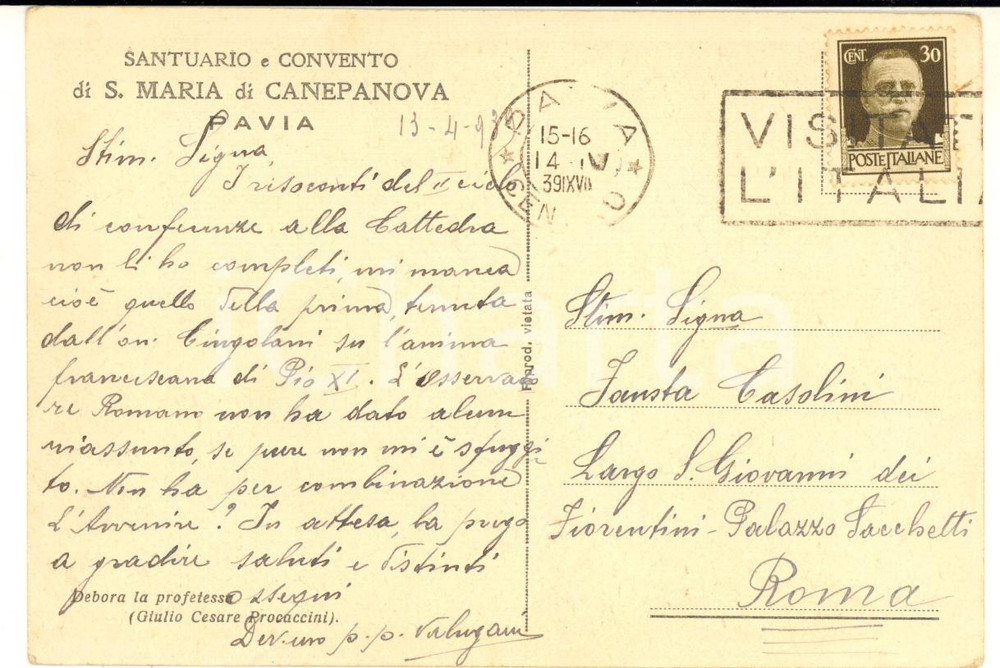 SANTUARIO e CONVENTO
di S. MARIA di CANEPANOVA
PAVIA
13-4-939
Stim. Signa,
I risoconti del II ciclo
di conferenze alla Cattedra
non li ho completi, mi manca
cioè quello della prima, tenuta
dall'on. Cingolani su l'anima
francescana di Pio XI. L'Osservato
re Romano non ha dato alcun
riassunto, se pure non mi è sfuggi-
to. Non ha per combinazione
L'Avvenire? In attesa, la prego
a gradire saluti e distinti
ossequi
Dev.mo p. p.
Debora la profetessa
(Giulio Cesare Procaccini).
Riprod. vietata
PAVIA
15-16
14-IV
39 XVII
CEN
VISITATE
L'ITALIA
CENT. 30
POSTE ITALIANE
Stim. Signa
Fausta Casolini
Largo S. Giovanni dei
Fiorentini - Palazzo Sacchetti
Roma